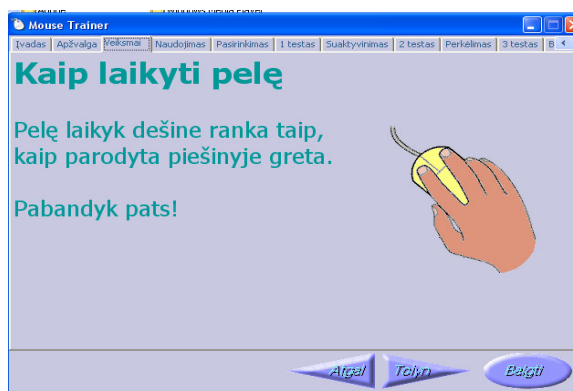 Mouse Trainer
Įvadas Apžvalga Veiksmai Naudojimas Pasirinkimas 1 testas Suaktyvinimas 2 testas Perkėlimas 3 testas B
Kaip laikyti pelę
Pelę laikyk dešine ranka taip,
kaip parodyta piešinyje greta.
Pabandyk pats!
Atgal Tolyn Baigti